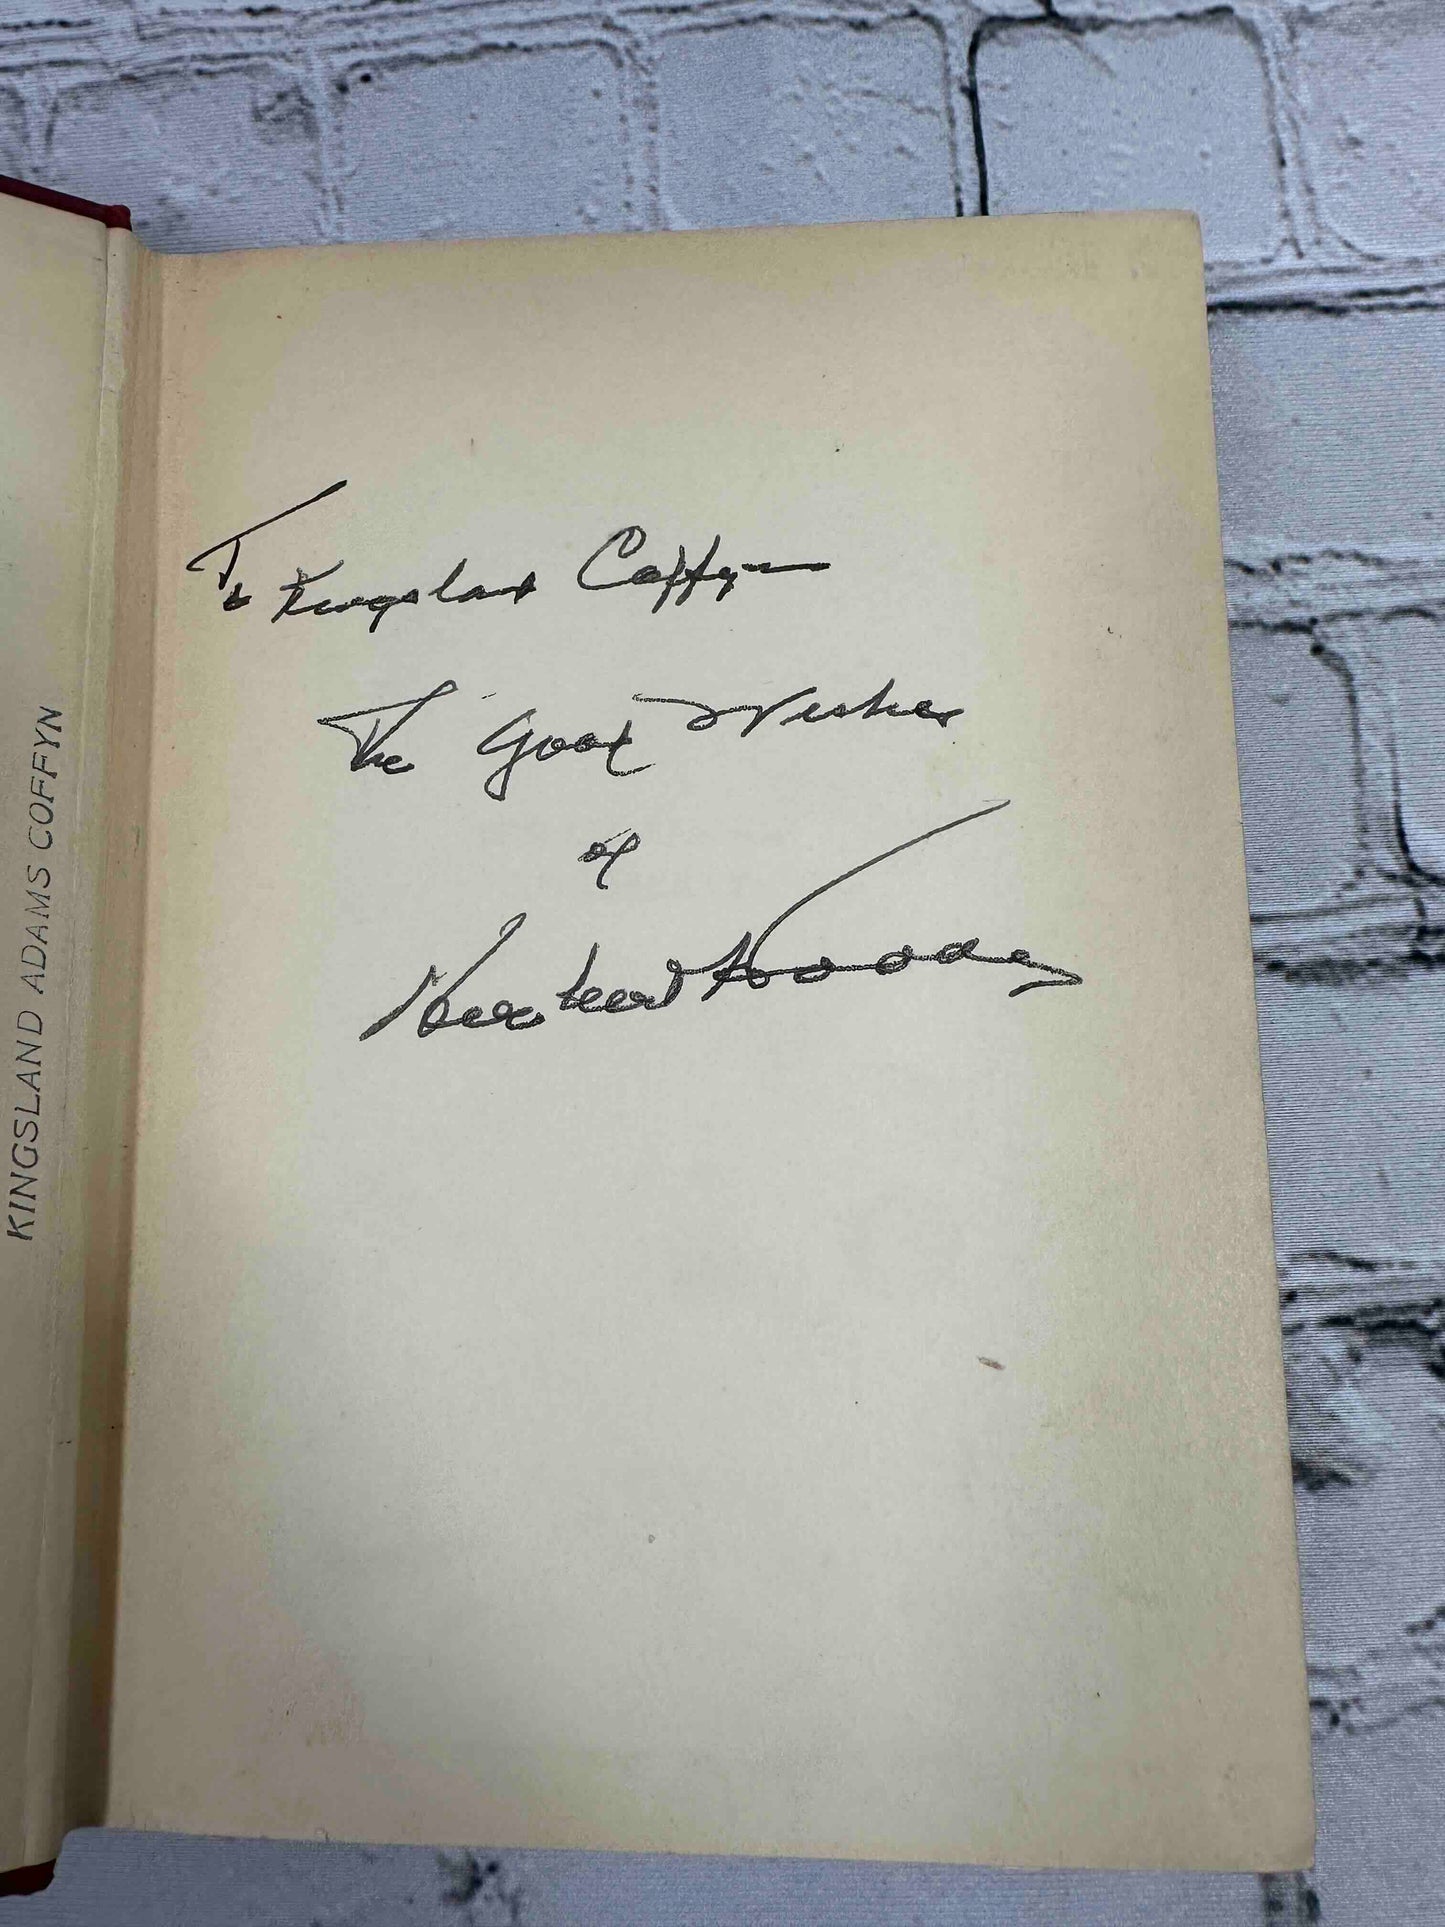 KINGSLAND ADAMS COFFYN
To Kingsland Coffyn
The Good Wishes
of
Herbert Hoover